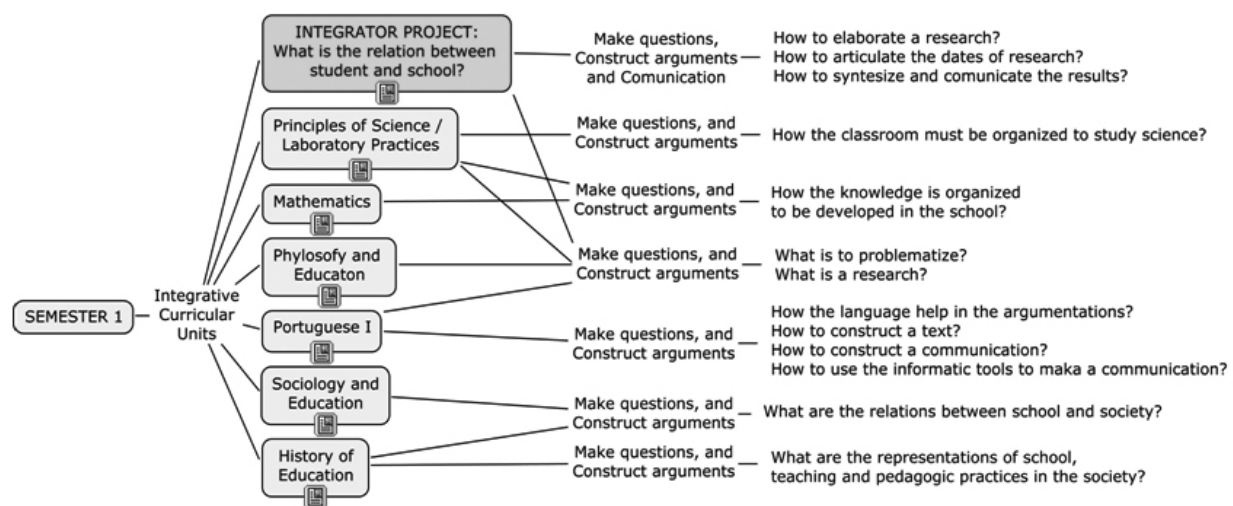 INTEGRATOR PROJECT:
What is the relation between
student and school?
Make questions,
Construct arguments
and Comunication
How to elaborate a research?
How to articulate the dates of research?
How to syntesize and comunicate the results?
Principles of Science /
Laboratory Practices
Make questions, and
Construct arguments
How the classroom must be organized to study science?
Mathematics
Make questions, and
Construct arguments
How the knowledge is organized
to be developed in the school?
Phylosofy and
Educaton
Make questions, and
Construct arguments
What is to problematize?
What is a research?
SEMESTER 1
Integrative
Curricular
Units
Portuguese I
Make questions, and
Construct arguments
How the language help in the argumentations?
How to construct a text?
How to construct a communication?
How to use the informatic tools to maka a communication?
Sociology and
Education
Make questions, and
Construct arguments
What are the relations between school and society?
History of
Education
Make questions, and
Construct arguments
What are the representations of school,
teaching and pedagogic practices in the society?